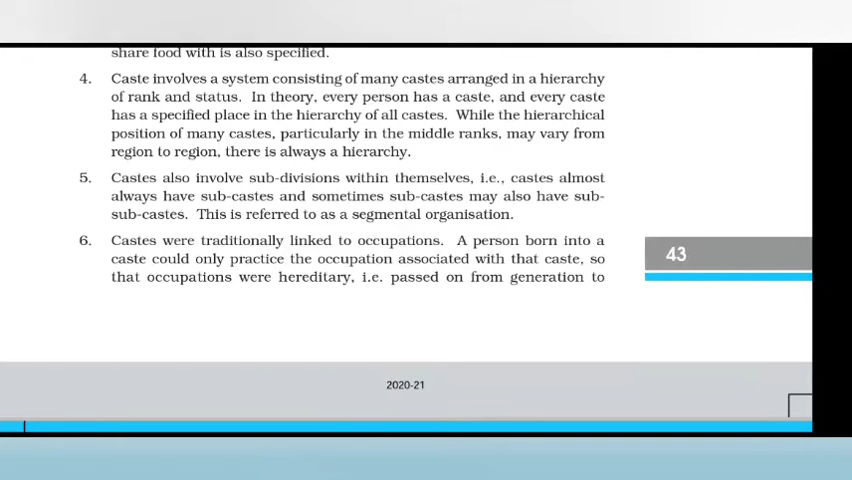 share food with is also specified.
4. Caste involves a system consisting of many castes arranged in a hierarchy
of rank and status. In theory, every person has a caste, and every caste
has a specified place in the hierarchy of all castes. While the hierarchical
position of many castes, particularly in the middle ranks, may vary from
region to region, there is always a hierarchy.
5. Castes also involve sub-divisions within themselves, i.e., castes almost
always have sub-castes and sometimes sub-castes may also have sub-
sub-castes. This is referred to as a segmental organisation.
6. Castes were traditionally linked to occupations. A person born into a
caste could only practice the occupation associated with that caste, so
that occupations were hereditary, i.e. passed on from generation to
43
2020-21